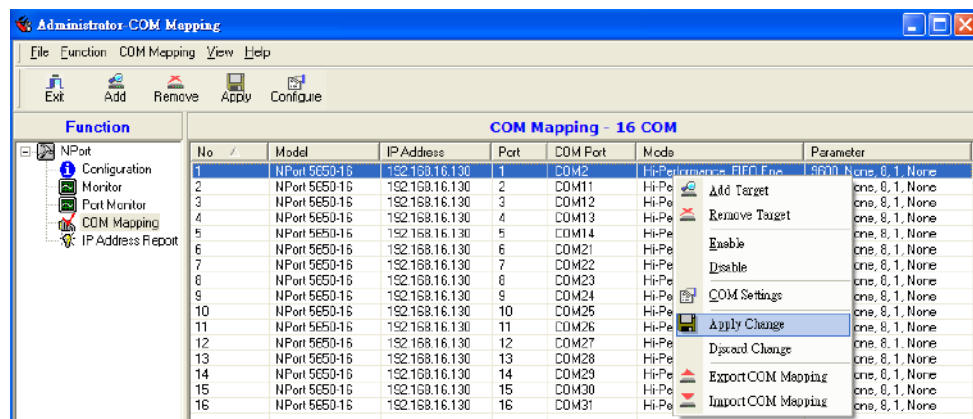 Administrator-COM Mapping
File Function COM Mapping View Help
Exit Add Remove Apply Configure
Function
COM Mapping - 16 COM
NPort
Configuration
Monitor
Port Monitor
COM Mapping
IP Address Report
No Model IP Address Port COM Port Mode Parameter
1 NPort 5650-16 192.168.16.130 1 COM2 Hi-Performance, FIFO Ena 9600, None, 8, 1, None
2 NPort 5650-16 192.168.16.130 2 COM11 Hi-Pe one, 8, 1, None
3 NPort 5650-16 192.168.16.130 3 COM12 Hi-Pe one, 8, 1, None
4 NPort 5650-16 192.168.16.130 4 COM13 Hi-Pe one, 8, 1, None
5 NPort 5650-16 192.168.16.130 5 COM14 Hi-Pe one, 8, 1, None
6 NPort 5650-16 192.168.16.130 6 COM21 Hi-Pe one, 8, 1, None
7 NPort 5650-16 192.168.16.130 7 COM22 Hi-Pe one, 8, 1, None
8 NPort 5650-16 192.168.16.130 8 COM23 Hi-Pe one, 8, 1, None
9 NPort 5650-16 192.168.16.130 9 COM24 Hi-Pe one, 8, 1, None
10 NPort 5650-16 192.168.16.130 10 COM25 Hi-Pe one, 8, 1, None
11 NPort 5650-16 192.168.16.130 11 COM26 Hi-Pe one, 8, 1, None
12 NPort 5650-16 192.168.16.130 12 COM27 Hi-Pe one, 8, 1, None
13 NPort 5650-16 192.168.16.130 13 COM28 Hi-Pe one, 8, 1, None
14 NPort 5650-16 192.168.16.130 14 COM29 Hi-Pe one, 8, 1, None
15 NPort 5650-16 192.168.16.130 15 COM30 Hi-Pe one, 8, 1, None
16 NPort 5650-16 192.168.16.130 16 COM31 Hi-Pe one, 8, 1, None
Add Target
Remove Target
Enable
Disable
COM Settings
Apply Change
Discard Change
Export COM Mapping
Import COM Mapping